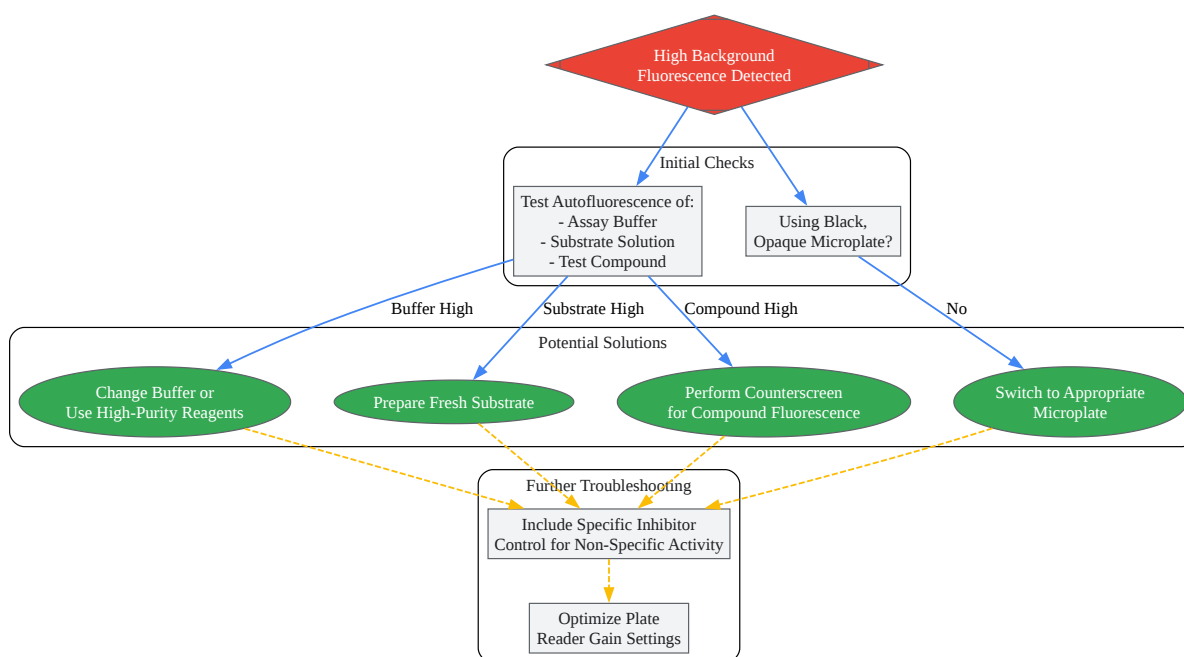 High Background
Fluorescence Detected
Initial Checks
Test Autofluorescence of:
- Assay Buffer
- Substrate Solution
- Test Compound
Using Black,
Opaque Microplate?
Buffer High
Substrate High
Compound High
No
Potential Solutions
Change Buffer or
Use High-Purity Reagents
Prepare Fresh Substrate
Perform Counterscreen
for Compound Fluorescence
Switch to Appropriate
Microplate
Further Troubleshooting
Include Specific Inhibitor
Control for Non-Specific Activity
Optimize Plate
Reader Gain Settings